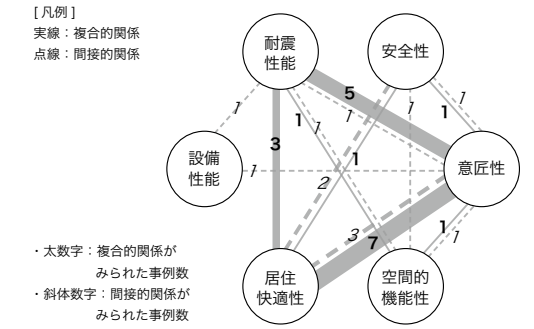 [ 凡例 ]
実線：複合的関係
点線：間接的関係
耐震
性能
安全性
5
1
1
1
1
1
1
1
3
1
設備
性能
1
2
意匠性
3
7
1
1
・太数字：複合的関係が
みられた事例数
・斜体数字：間接的関係が
みられた事例数
居住
快適性
空間的
機能性